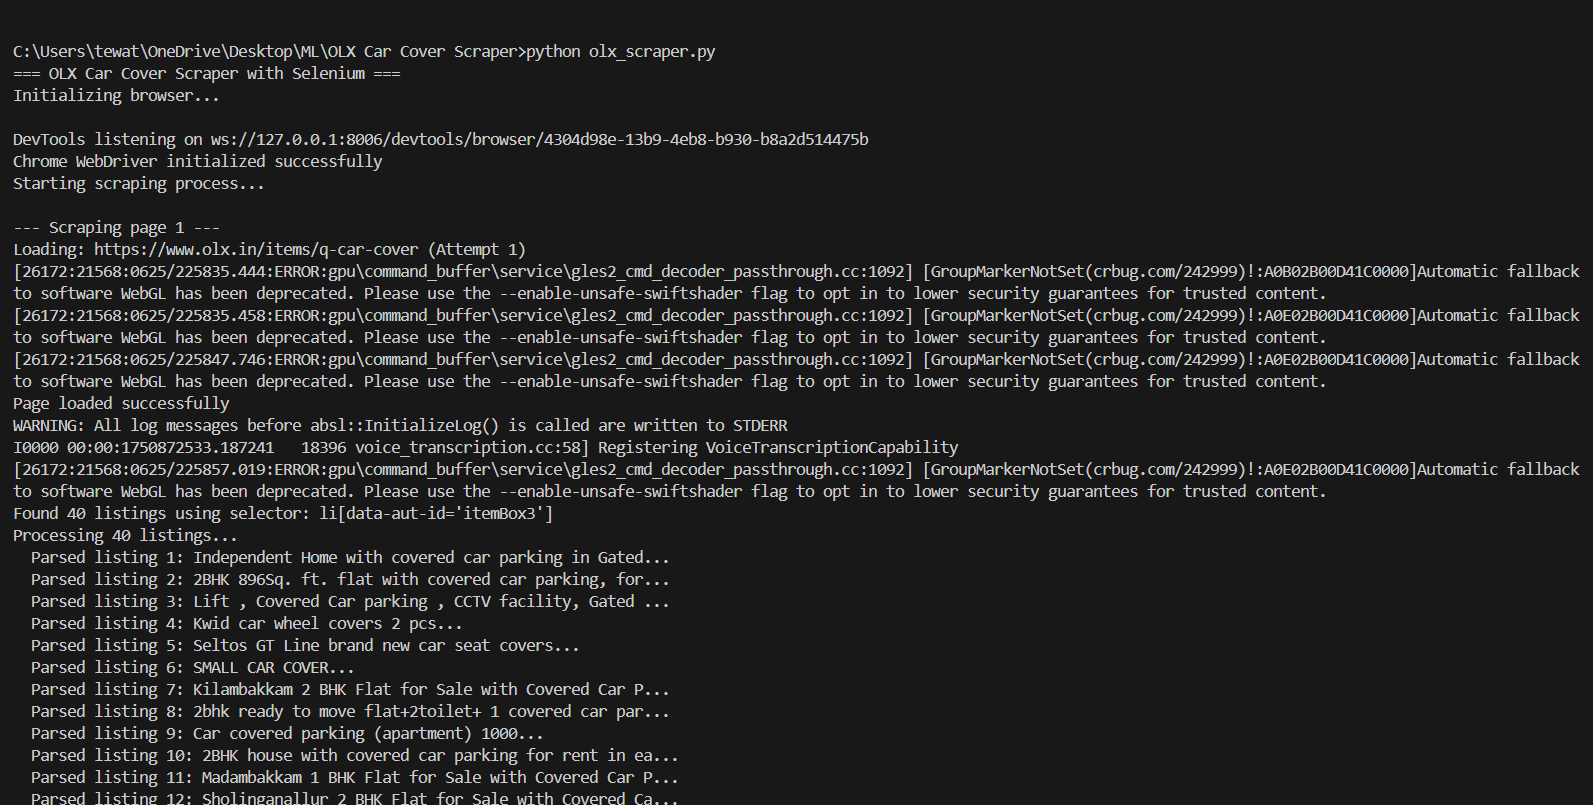 C:\Users\tewat\OneDrive\Desktop\ML\OLX Car Cover Scraper>python olx_scraper.py
=== OLX Car Cover Scraper with Selenium ===
Initializing browser...
DevTools listening on ws://127.0.0.1:8006/devtools/browser/4304d98e-13b9-4eb8-b930-b8a2d514475b
Chrome WebDriver initialized successfully
Starting scraping process...
--- Scraping page 1 ---
Loading: https://www.olx.in/items/q-car-cover (Attempt 1)
[26172:21568:0625/225835.444:ERROR:gpu\command_buffer\service\gles2_cmd_decoder_passthrough.cc:1092] [GroupMarkerNotSet(crbug.com/242999)!:A0B02B00D41C0000]Automatic fallback
to software WebGL has been deprecated. Please use the --enable-unsafe-swiftshader flag to opt in to lower security guarantees for trusted content.
[26172:21568:0625/225835.458:ERROR:gpu\command_buffer\service\gles2_cmd_decoder_passthrough.cc:1092] [GroupMarkerNotSet(crbug.com/242999)!:A0E02B00D41C0000]Automatic fallback
to software WebGL has been deprecated. Please use the --enable-unsafe-swiftshader flag to opt in to lower security guarantees for trusted content.
[26172:21568:0625/225847.746:ERROR:gpu\command_buffer\service\gles2_cmd_decoder_passthrough.cc:1092] [GroupMarkerNotSet(crbug.com/242999)!:A0E02B00D41C0000]Automatic fallback
to software WebGL has been deprecated. Please use the --enable-unsafe-swiftshader flag to opt in to lower security guarantees for trusted content.
Page loaded successfully
WARNING: All log messages before absl::InitializeLog() is called are written to STDERR
I0000 00:00:1750872533.187241   18396 voice_transcription.cc:58] Registering VoiceTranscriptionCapability
[26172:21568:0625/225857.019:ERROR:gpu\command_buffer\service\gles2_cmd_decoder_passthrough.cc:1092] [GroupMarkerNotSet(crbug.com/242999)!:A0E02B00D41C0000]Automatic fallback
to software WebGL has been deprecated. Please use the --enable-unsafe-swiftshader flag to opt in to lower security guarantees for trusted content.
Found 40 listings using selector: li[data-aut-id='itemBox3']
Processing 40 listings...
  Parsed listing 1: Independent Home with covered car parking in Gated...
  Parsed listing 2: 2BHK 896Sq. ft. flat with covered car parking, for...
  Parsed listing 3: Lift , Covered Car parking , CCTV facility, Gated ...
  Parsed listing 4: Kwid car wheel covers 2 pcs...
  Parsed listing 5: Seltos GT Line brand new car seat covers...
  Parsed listing 6: SMALL CAR COVER...
  Parsed listing 7: Kilambakkam 2 BHK Flat for Sale with Covered Car P...
  Parsed listing 8: 2bhk ready to move flat+2toilet+ 1 covered car par...
  Parsed listing 9: Car covered parking (apartment) 1000...
  Parsed listing 10: 2BHK house with covered car parking for rent in ea...
  Parsed listing 11: Madambakkam 1 BHK Flat for Sale with Covered Car P...
  Parsed listing 12: Sholinganallur 2 BHK Flat for Sale with Covered Ca...